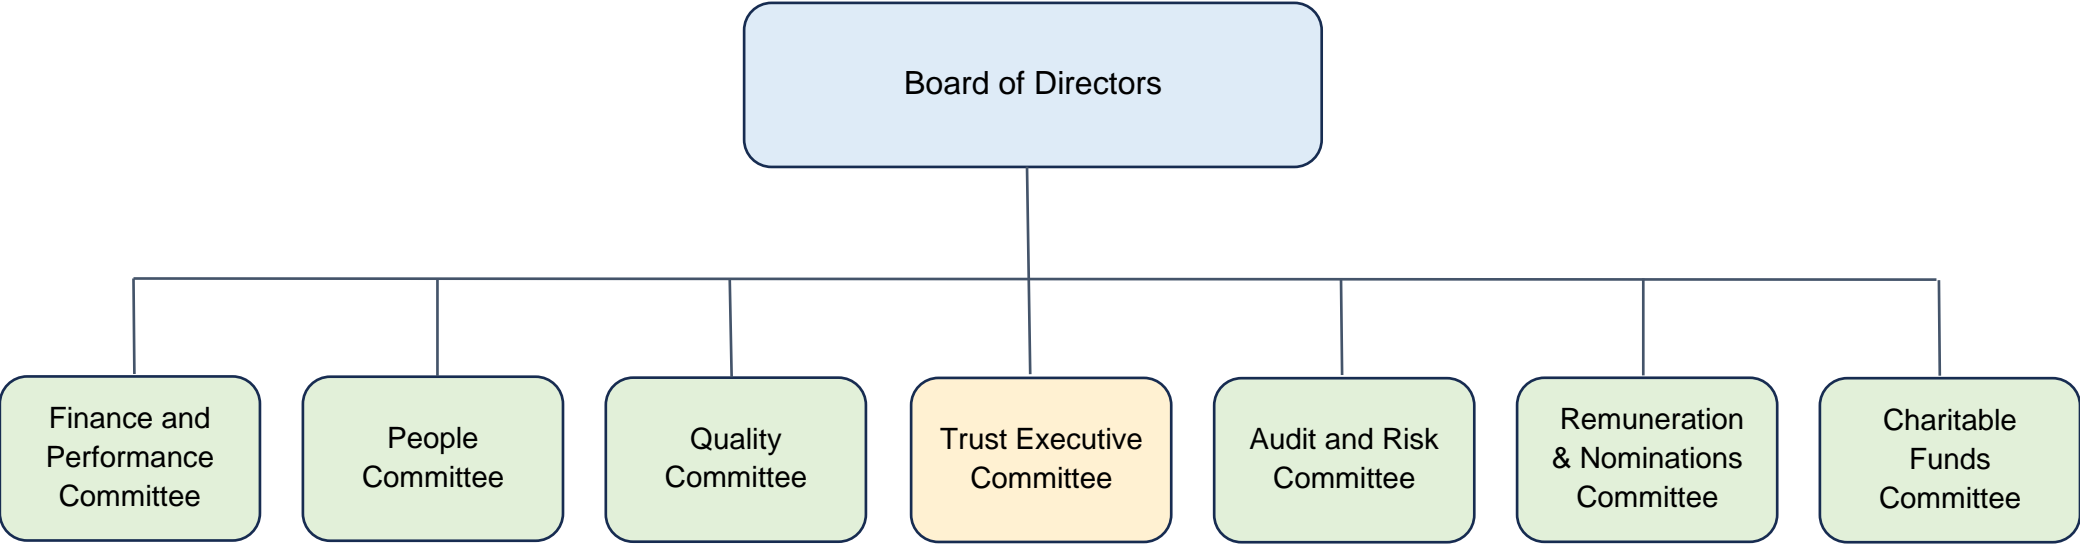 Board of Directors
Finance and
Performance
Committee
People
Committee
Quality
Committee
Trust Executive
Committee
Audit and Risk
Committee
Remuneration
& Nominations
Committee
Charitable
Funds
Committee